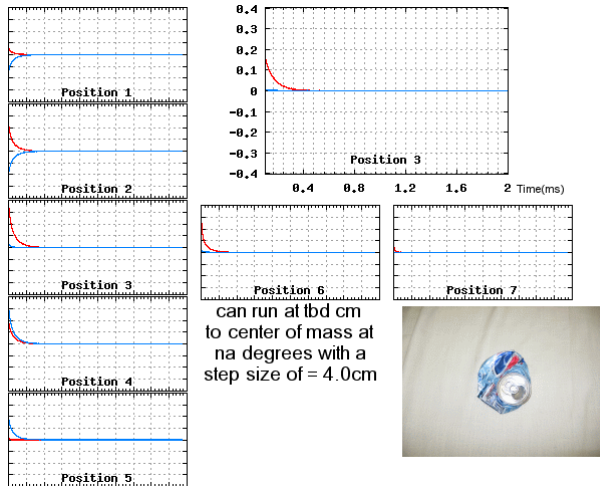 Position 1
Position 2
Position 3
Position 4
Position 5
0.4
0.3
0.2
0.1
0
-0.1
-0.2
-0.3
-0.4
Position 3
0.4 0.8 1.2 1.6 2 Time(ms)
Position 6
Position 7
can run at tbd cm
to center of mass at
na degrees with a
step size of = 4.0cm